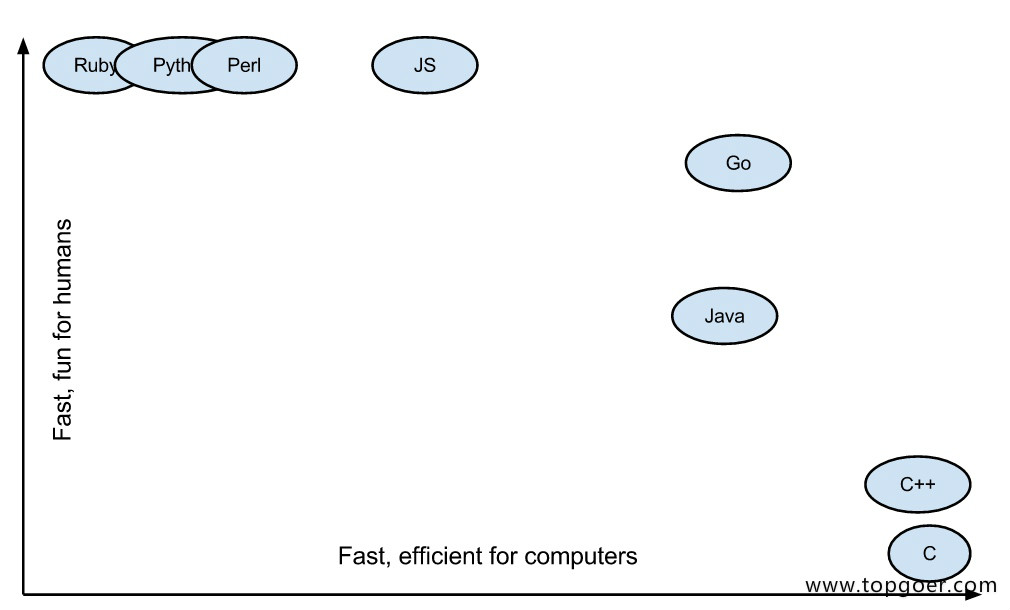 Ruby
Pyth
Perl
JS
Go
Java
Fast, fun for humans
C++
Fast, efficient for computers
C
www.topgoer.com